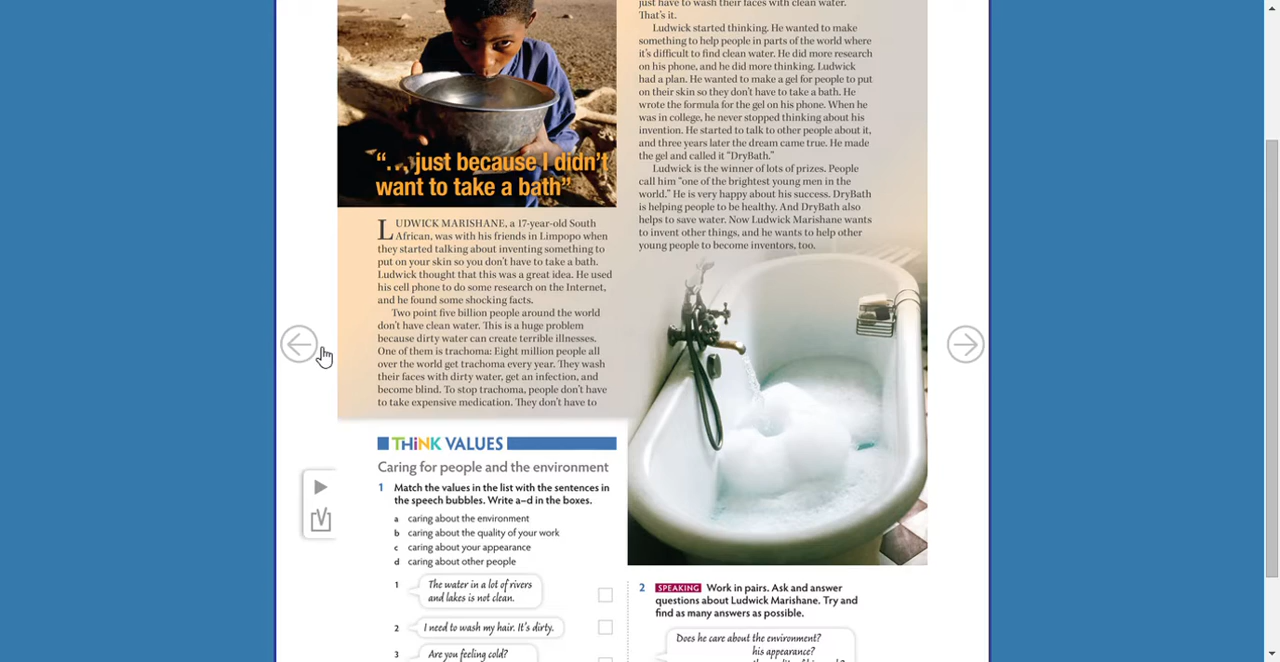 "… just because I didn't
want to take a bath"
LUDWICK MARISHANE, a 17-year-old South
African, was with his friends in Limpopo when
they started talking about inventing something to
put on your skin so you don't have to take a bath.
Ludwick thought that this was a great idea. He used
his cell phone to do some research on the Internet,
and he found some shocking facts.
Two point five billion people around the world
don't have clean water. This is a huge problem
because dirty water can create terrible illnesses.
One of them is trachoma: Eight million people all
over the world get trachoma every year. They wash
their faces with dirty water, get an infection, and
become blind. To stop trachoma, people don't have
to take expensive medication. They don't have to
just have to wash their faces with clean water.
That's it.
Ludwick started thinking. He wanted to make
something to help people in parts of the world where
it's difficult to find clean water. He did more research
on his phone, and he did more thinking. Ludwick
had a plan. He wanted to make a gel for people to put
on their skin so they don't have to take a bath. He
wrote the formula for the gel on his phone. When he
was in college, he never stopped thinking about his
invention. He started to talk to other people about it,
and three years later the dream came true. He made
the gel and called it "DryBath."
Ludwick is the winner of lots of prizes. People
call him "one of the brightest young men in the
world." He is very happy about his success. DryBath
is helping people to be healthy. And DryBath also
helps to save water. Now Ludwick Marishane wants
to invent other things, and he wants to help other
young people to become inventors, too.
THiNK VALUES
Caring for people and the environment
1 Match the values in the list with the sentences in
the speech bubbles. Write a–d in the boxes.
a caring about the environment
b caring about the quality of your work
c caring about your appearance
d caring about other people
1 The water in a lot of rivers
and lakes is not clean.
2 I need to wash my hair. It's dirty.
3 Are you feeling cold?
2 SPEAKING Work in pairs. Ask and answer
questions about Ludwick Marishane. Try and
find as many answers as possible.
Does he care about the environment?
his appearance?